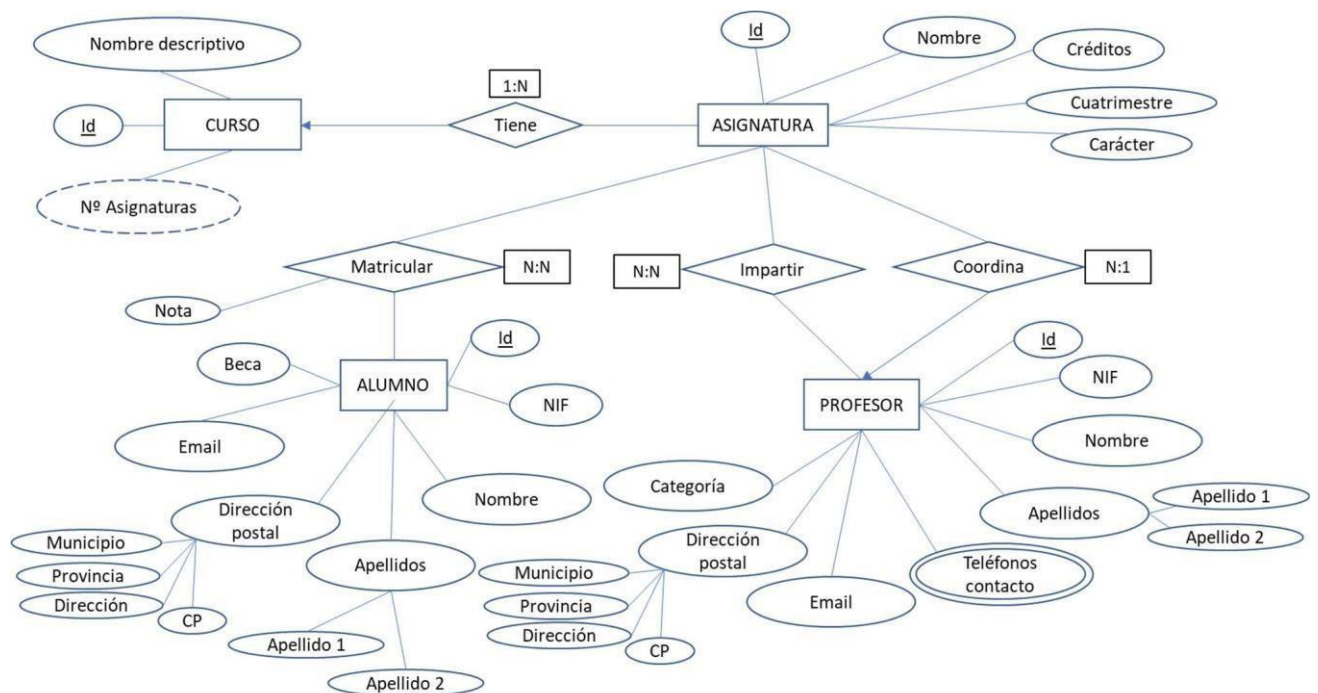 Nombre descriptivo
Id
Nombre
Créditos
1:N
CURSO
Tiene
ASIGNATURA
Cuatrimestre
Id
Carácter
Nº Asignaturas
Matricular
N:N
N:N
Impartir
Coordina
N:1
Nota
Id
Id
Beca
ALUMNO
NIF
NIF
PROFESOR
Email
Nombre
Categoría
Nombre
Dirección
postal
Apellidos
Apellido 1
Apellido 2
Municipio
Dirección
postal
Provincia
Apellidos
Municipio
Teléfonos
contacto
Dirección
Provincia
Email
CP
Dirección
Apellido 1
CP
Apellido 2